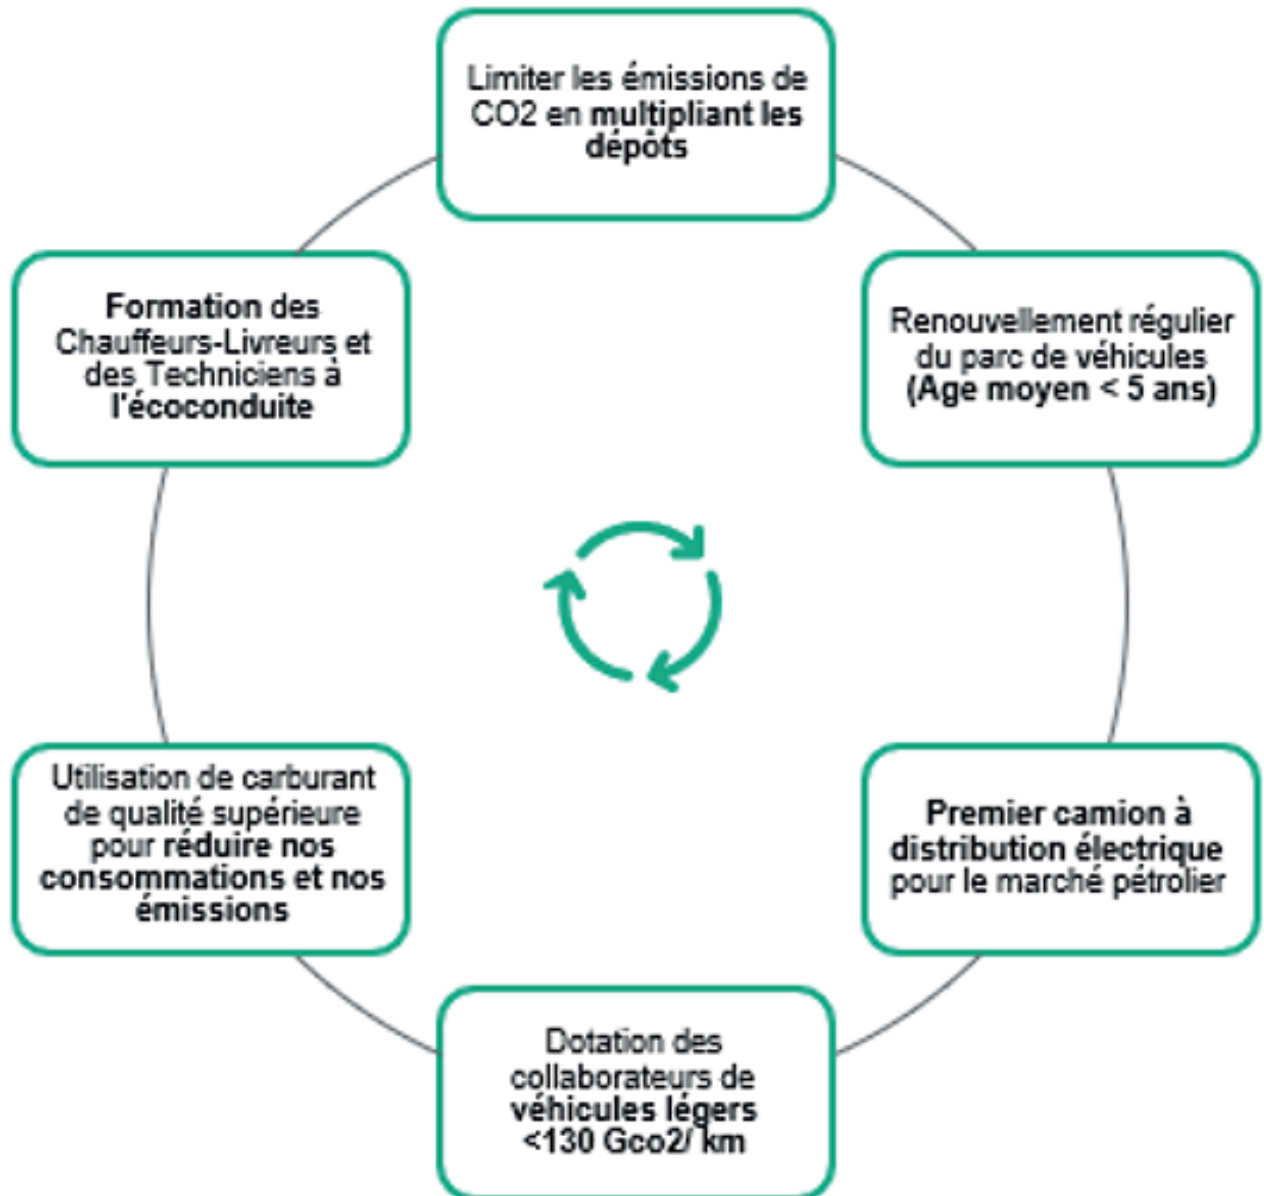 Limiter les émissions de
CO2 en multipliant les
dépôts
Renouvellement régulier
du parc de véhicules
(Age moyen < 5 ans)
Premier camion à
distribution électrique
pour le marché pétrolier
Dotation des
collaborateurs de
véhicules légers
<130 Gco2/ km
Utilisation de carburant
de qualité supérieure
pour réduire nos
consommations et nos
émissions
Formation des
Chauffeurs-Livreurs et
des Techniciens à
l'écoconduite